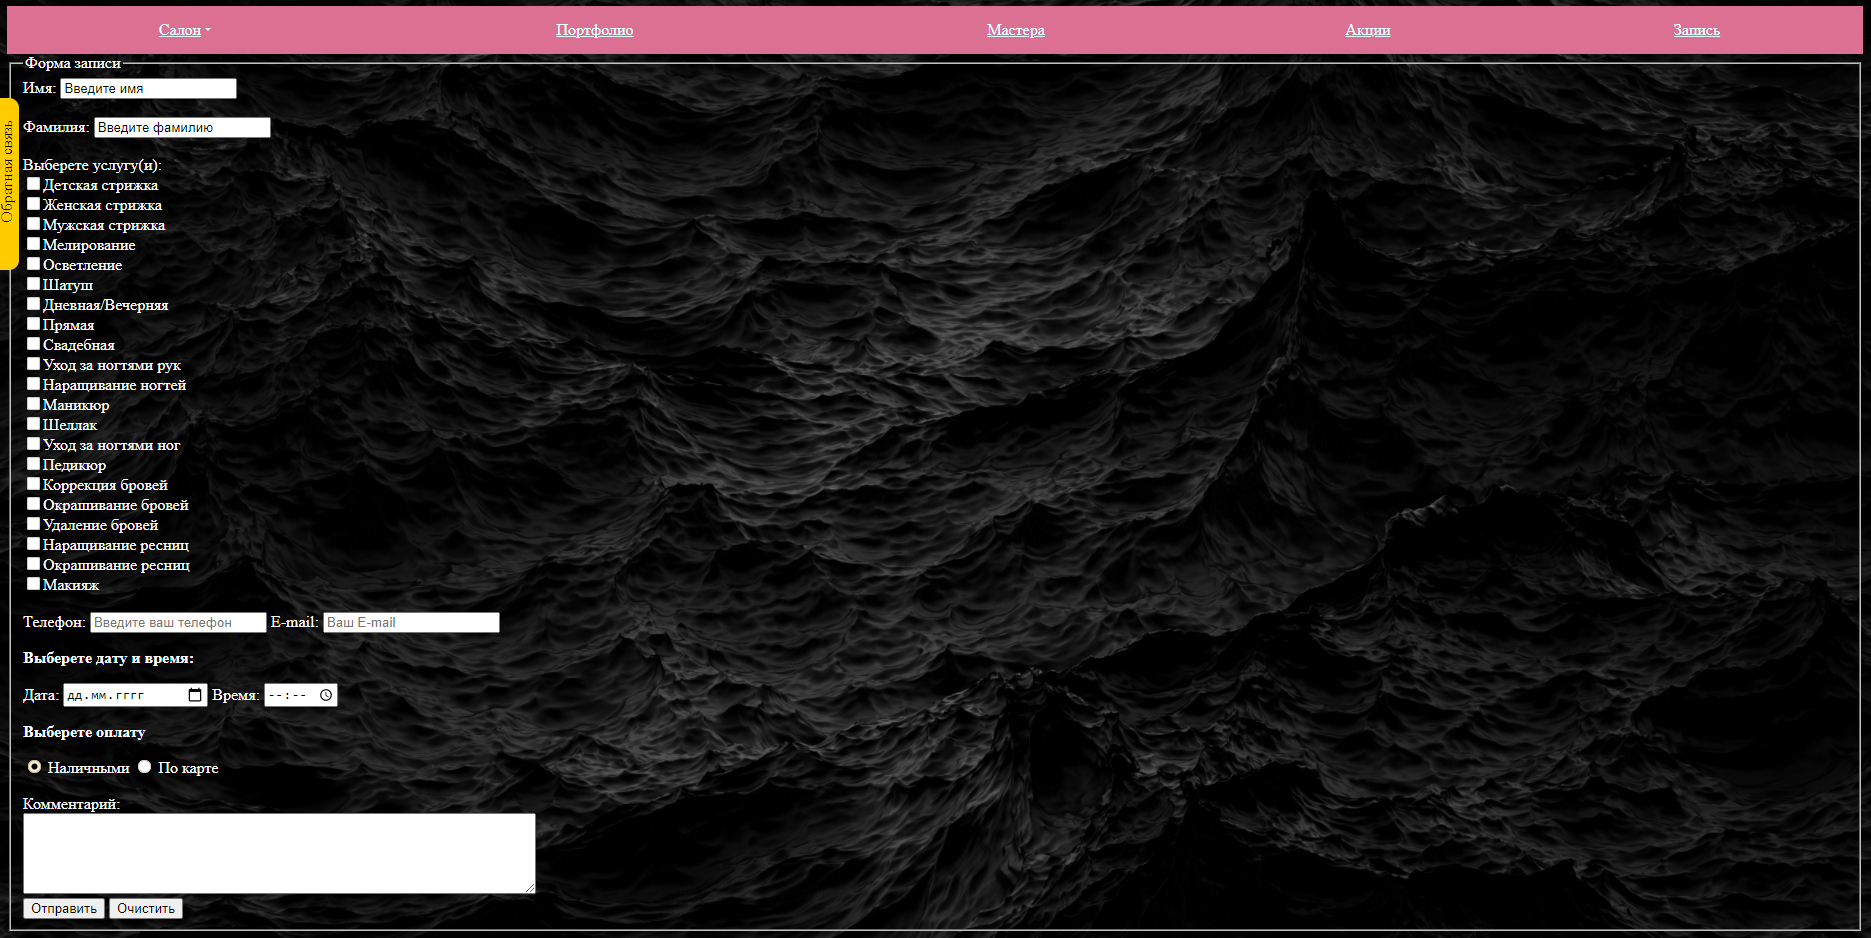 Салон Портфолио Мастера Акции Запись
Форма записи
Имя: Введите имя
Обратная связь
Фамилия: Введите фамилию
Выберете услугу(и):
Детская стрижка
Женская стрижка
Мужская стрижка
Мелирование
Осветление
Шатуш
Дневная/Вечерняя
Прямая
Свадебная
Уход за ногтями рук
Наращивание ногтей
Маникюр
Шеллак
Уход за ногтями ног
Педикюр
Коррекция бровей
Окрашивание бровей
Удаление бровей
Наращивание ресниц
Окрашивание ресниц
Макияж
Телефон: Введите ваш телефон E-mail: Ваш E-mail
Выберете дату и время:
Дата: дд.мм.гггг Время: --:--
Выберете оплату
Наличными По карте
Комментарий:
Отправить Очистить